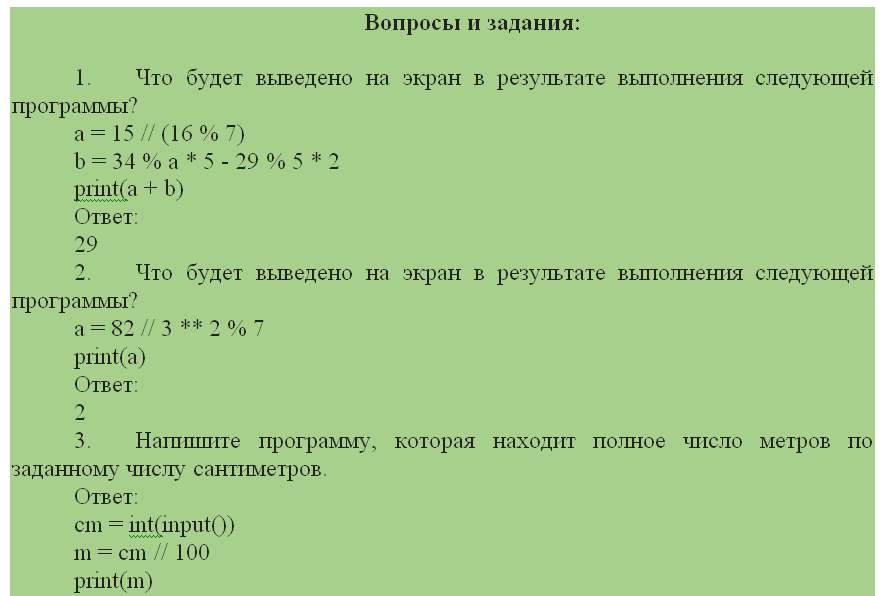 Вопросы и задания:
1. Что будет выведено на экран в результате выполнения следующей
программы?
a = 15 // (16 % 7)
b = 34 % a * 5 - 29 % 5 * 2
print(a + b)
Ответ:
29
2. Что будет выведено на экран в результате выполнения следующей
программы?
a = 82 // 3 ** 2 % 7
print(a)
Ответ:
2
3. Напишите программу, которая находит полное число метров по
заданному числу сантиметров.
Ответ:
cm = int(input())
m = cm // 100
print(m)